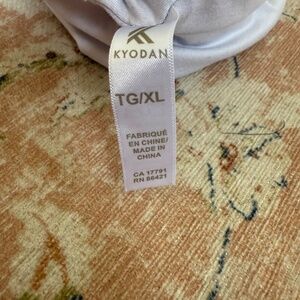 KYODAN
TG/XL
FABRIQUÉ
EN CHINE/
MADE IN
CHINA
CA 17791
RN 86421